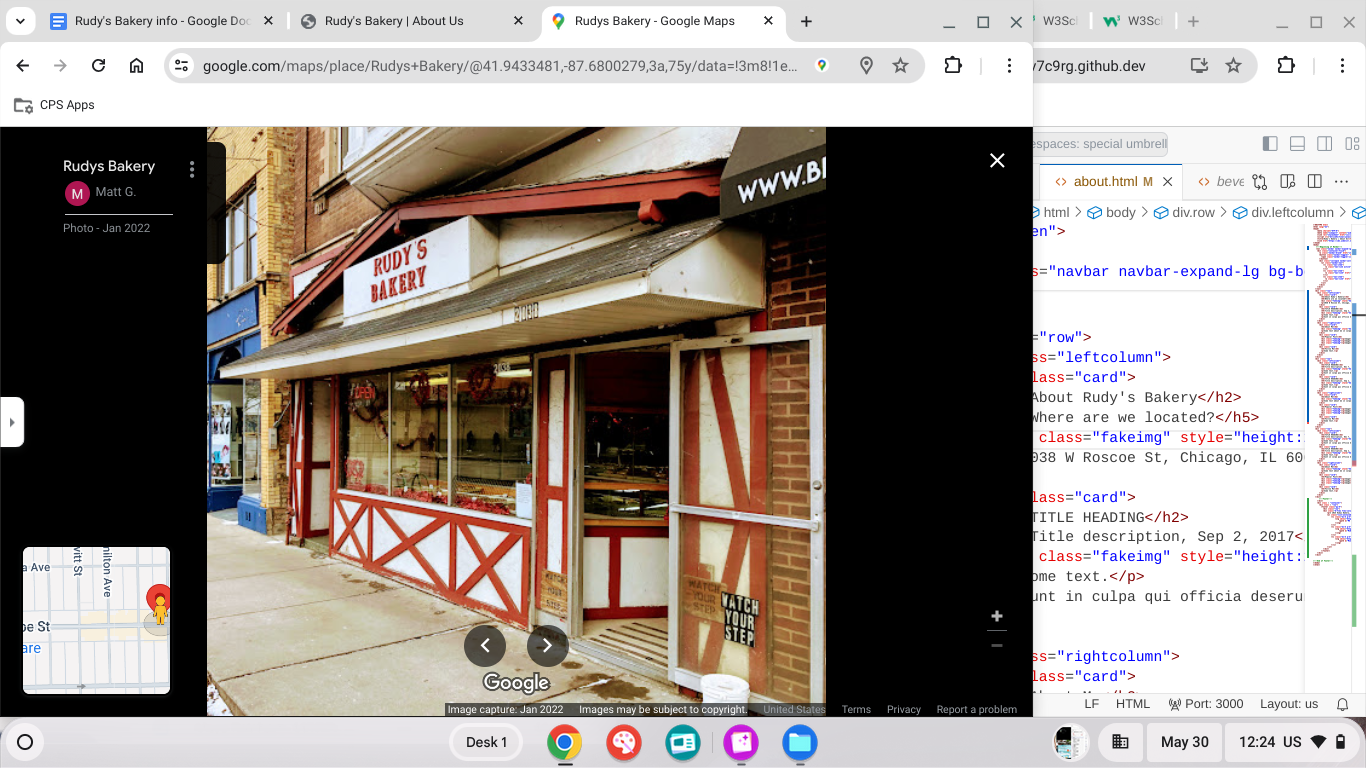 Rudy's Bakery info - Google Doc
Rudy's Bakery | About Us
Rudys Bakery - Google Maps
W3Sc
W3Sc
google.com/maps/place/Rudys+Bakery/@41.9433481,-87.6800279,3a,75y/data=!3m8!1e...
7c9rg.github.dev
CPS Apps
Rudys Bakery
M
Matt G.
Photo - Jan 2022
RUDY'S
BAKERY
WWW.B
OPEN
WATCH
YOUR
STEP
WATCH
YOUR
STEP
Google
Image capture: Jan 2022
Images may be subject to copyright.
United States
Terms
Privacy
Report a problem
a Ave
vitt St
milton Ave
oe St
are
espaces: special umbrell
about.html M
beve
html
body
div.row
div.leftcolumn
en">
s="navbar navbar-expand-lg bg-b
="row">
ss="leftcolumn">
lass="card">
About Rudy's Bakery</h2>
Where are we located?</h5>
class="fakeimg" style="height:
038 W Roscoe St, Chicago, IL 60
lass="card">
TITLE HEADING</h2>
Title description, Sep 2, 2017<
class="fakeimg" style="height:
ome text.</p>
unt in culpa qui officia deseru
ss="rightcolumn">
lass="card">
LF
HTML
Port: 3000
Layout: us
Desk 1
May 30
12:24
US